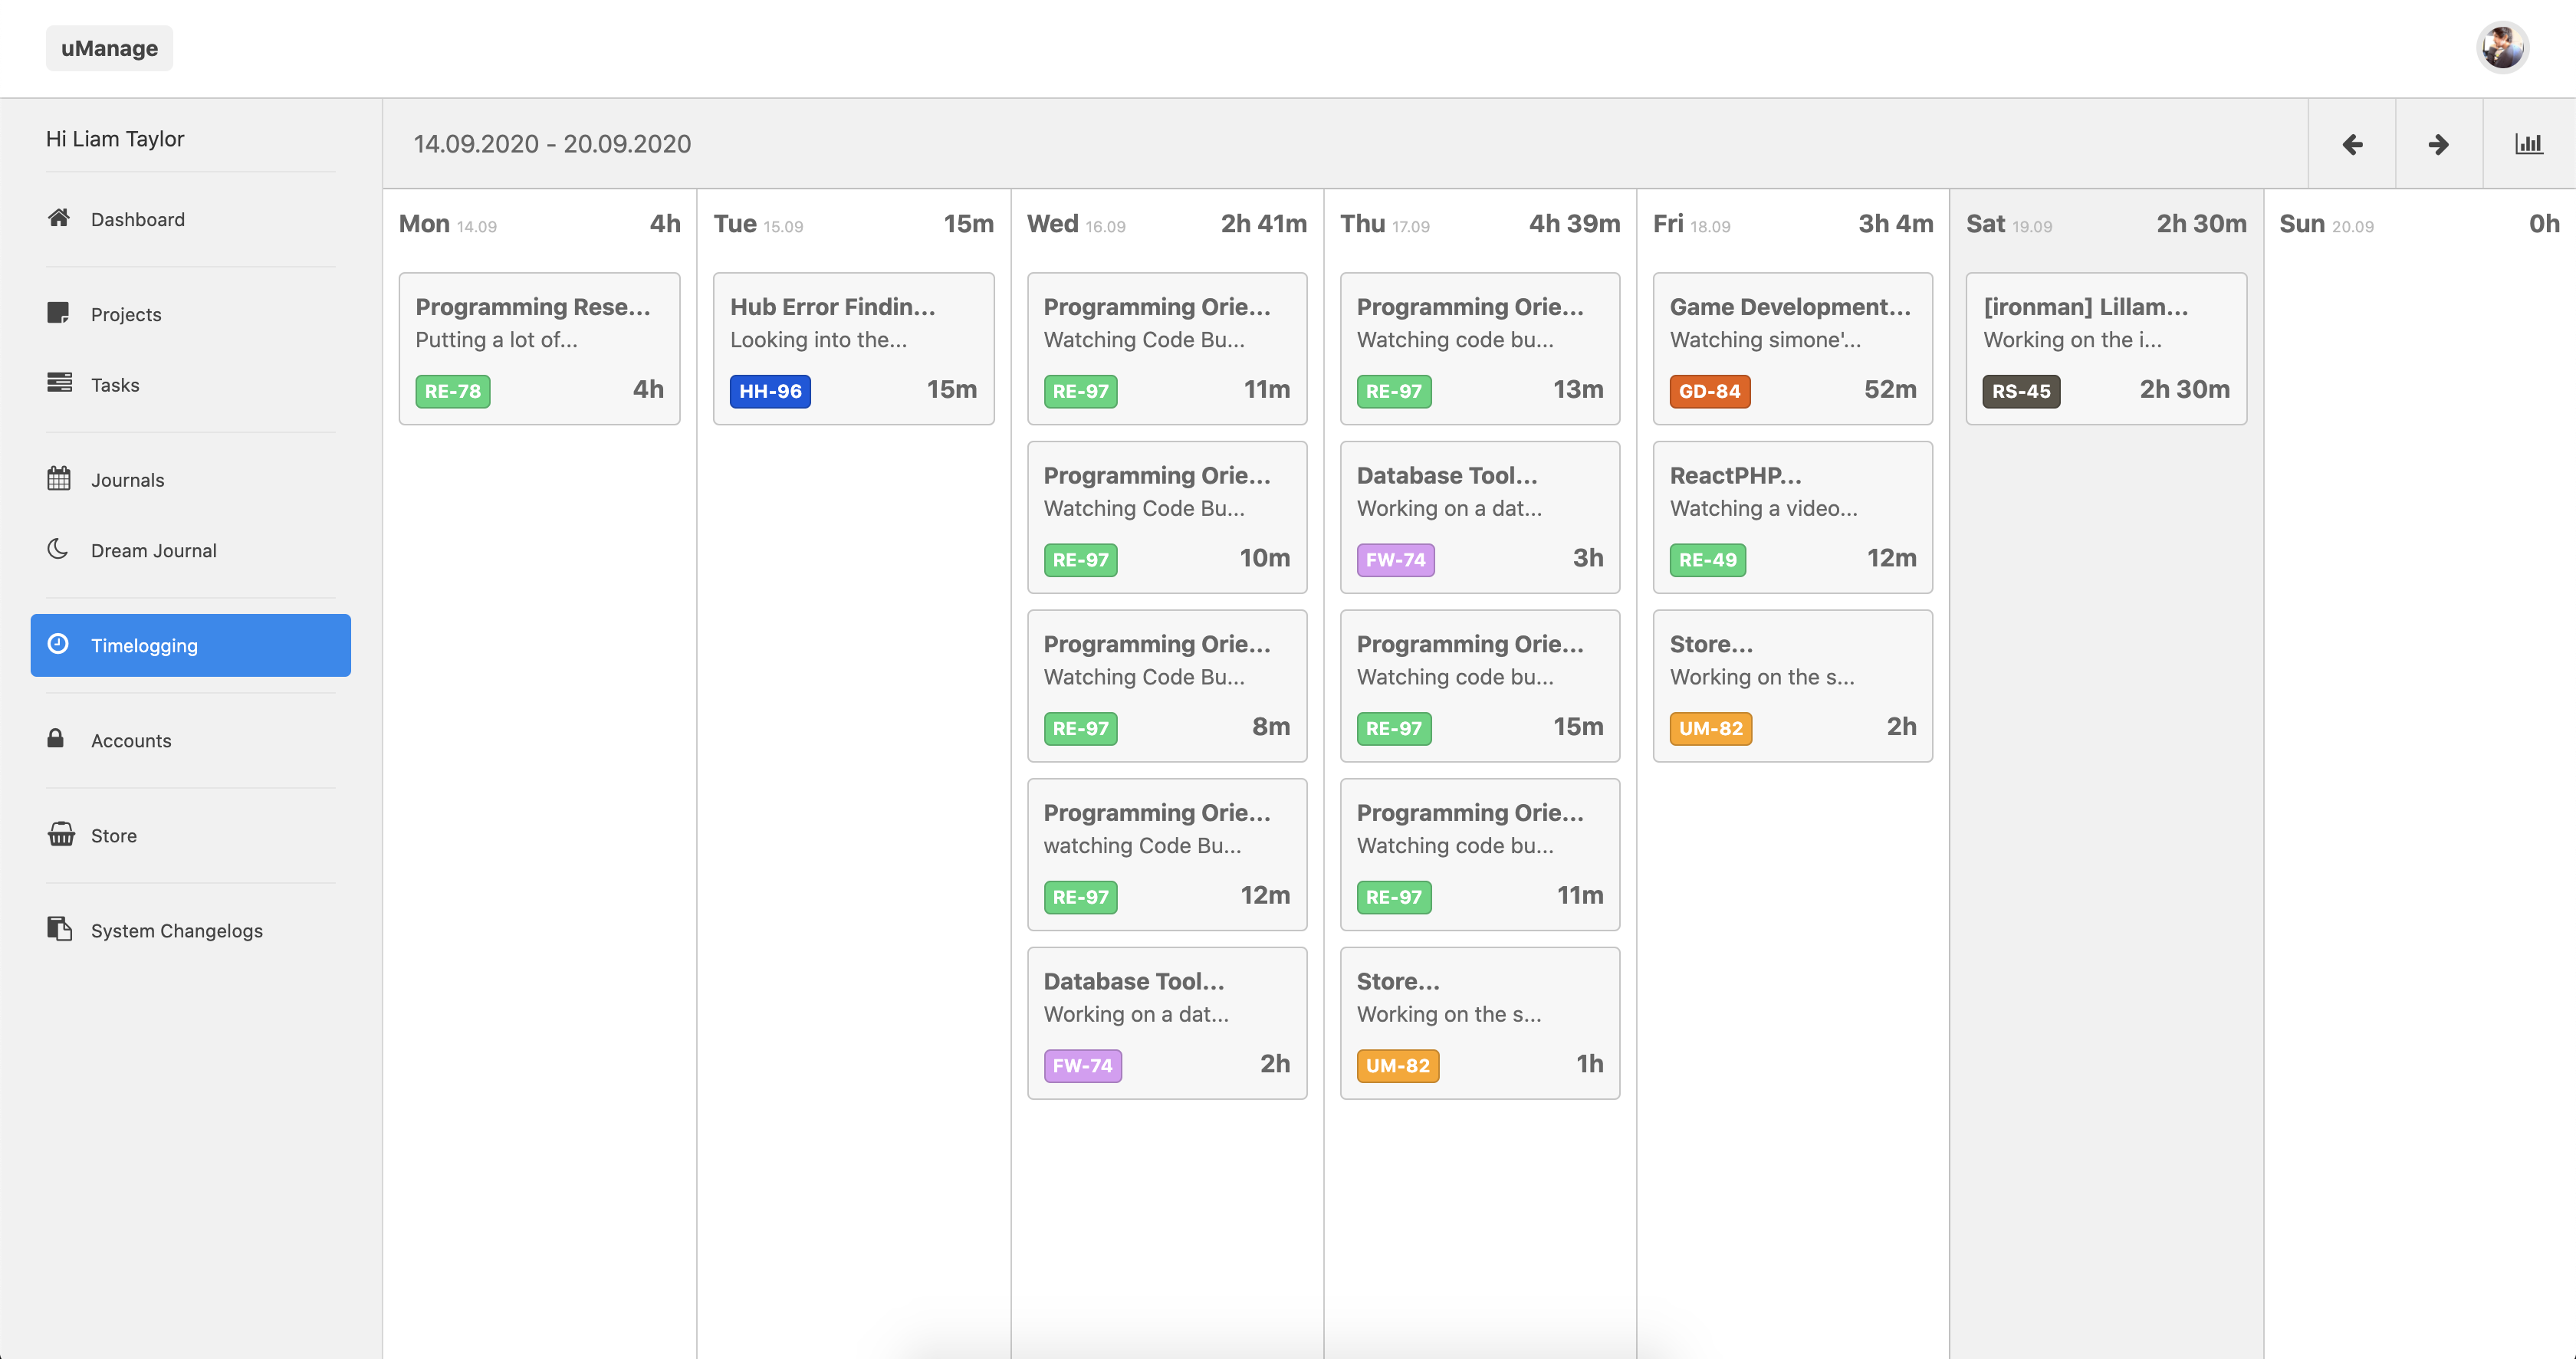 uManage
Hi Liam Taylor
Dashboard
Projects
Tasks
Journals
Dream Journal
Timelogging
Accounts
Store
System Changelogs
14.09.2020 - 20.09.2020
Mon 14.09 4h
Programming Rese...
Putting a lot of...
RE-78 4h
Tue 15.09 15m
Hub Error Findin...
Looking into the...
HH-96 15m
Wed 16.09 2h 41m
Programming Orie...
Watching Code Bu...
RE-97 11m
Programming Orie...
Watching Code Bu...
RE-97 10m
Programming Orie...
Watching Code Bu...
RE-97 8m
Programming Orie...
watching Code Bu...
RE-97 12m
Database Tool...
Working on a dat...
FW-74 2h
Thu 17.09 4h 39m
Programming Orie...
Watching code bu...
RE-97 13m
Database Tool...
Working on a dat...
FW-74 3h
Programming Orie...
Watching code bu...
RE-97 15m
Programming Orie...
Watching code bu...
RE-97 11m
Store...
Working on the s...
UM-82 1h
Fri 18.09 3h 4m
Game Development...
Watching simone'...
GD-84 52m
ReactPHP...
Watching a video...
RE-49 12m
Store...
Working on the s...
UM-82 2h
Sat 19.09 2h 30m
[ironman] Lillam...
Working on the i...
RS-45 2h 30m
Sun 20.09 0h